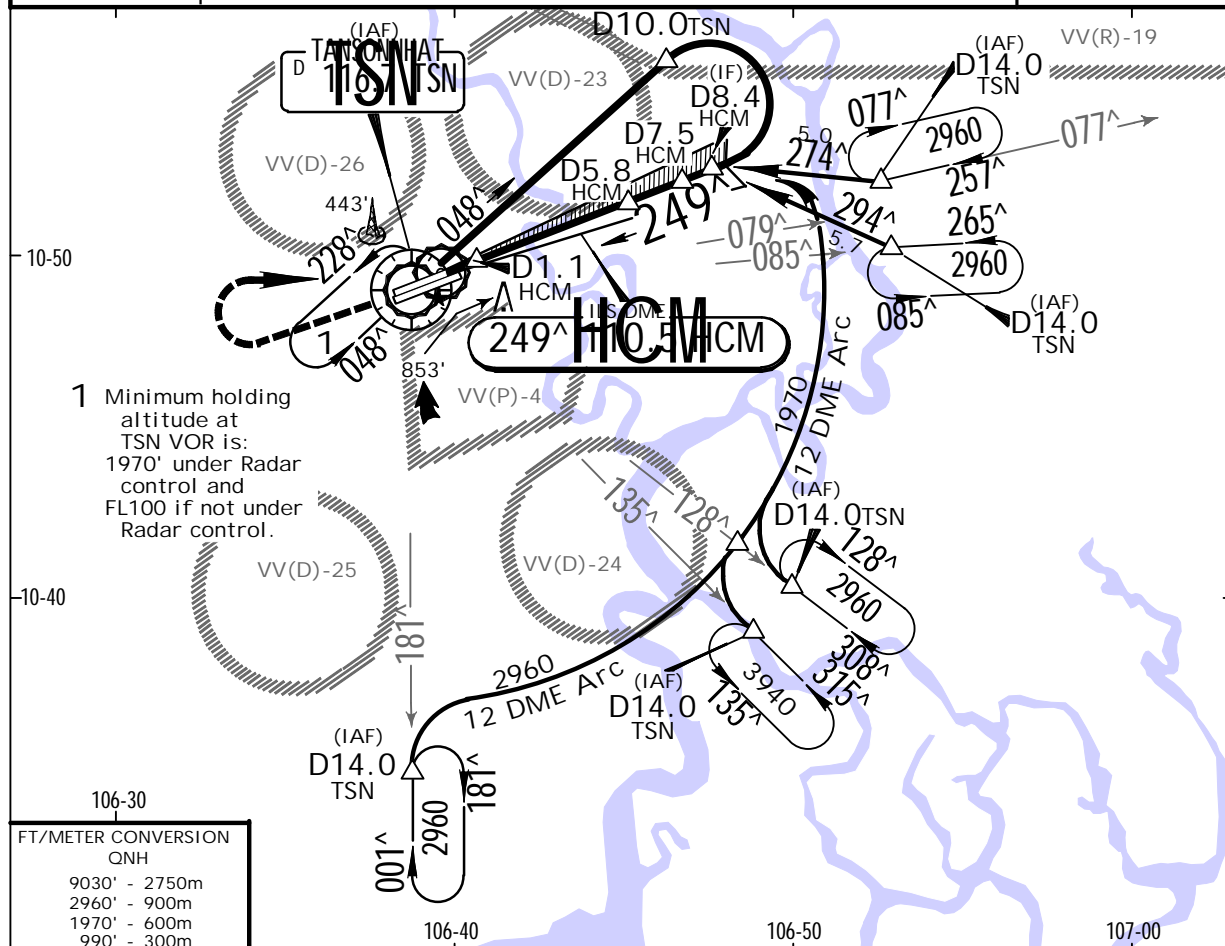 D10.0 TSN
(IAF)
TANSONNHAT
D 116.7 TSN
TSN
VV(D)-23
(IF)
D8.4
HCM
(IAF)
D14.0
TSN
VV(R)-19
D7.5
HCM
D5.8
HCM
VV(D)-26
443'
048^
228^
5.0
274^
077^
2960
257^
077^
249^
079^
085^
5.7
294^
265^
2960
085^
(IAF)
D14.0
TSN
10-50
D1.1
HCM
ILS DME
249^ 110.5 HCM
HCM
1
048^
853'
VV(P)-4
1 Minimum holding
altitude at
TSN VOR is:
1970' under Radar
control and
FL100 if not under
Radar control.
1970
12 DME Arc
135^
128^
(IAF)
D14.0 TSN
128^
2960
308^
VV(D)-25
VV(D)-24
10-40
181^
2960
12 DME Arc
(IAF)
D14.0
TSN
3940
135^
315^
(IAF)
D14.0
TSN
181^
2960
001^
106-30
FT/METER CONVERSION
QNH
9030' - 2750m
2960' - 900m
1970' - 600m
990' - 300m
106-40
106-50
107-00